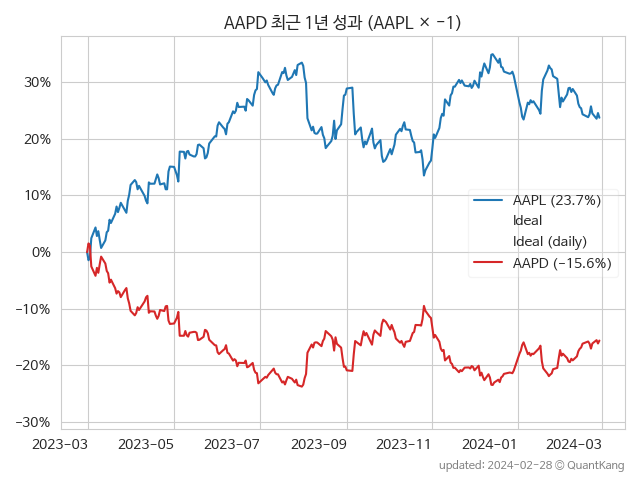 AAPD 최근 1년 성과 (AAPL × −1)
30%
20%
10%
0%
−10%
−20%
−30%
AAPL (23.7%)
Ideal
Ideal (daily)
AAPD (−15.6%)
2023−03
2023−05
2023−07
2023−09
2023−11
2024−01
2024−03
updated: 2024−02−28 © QuantKang